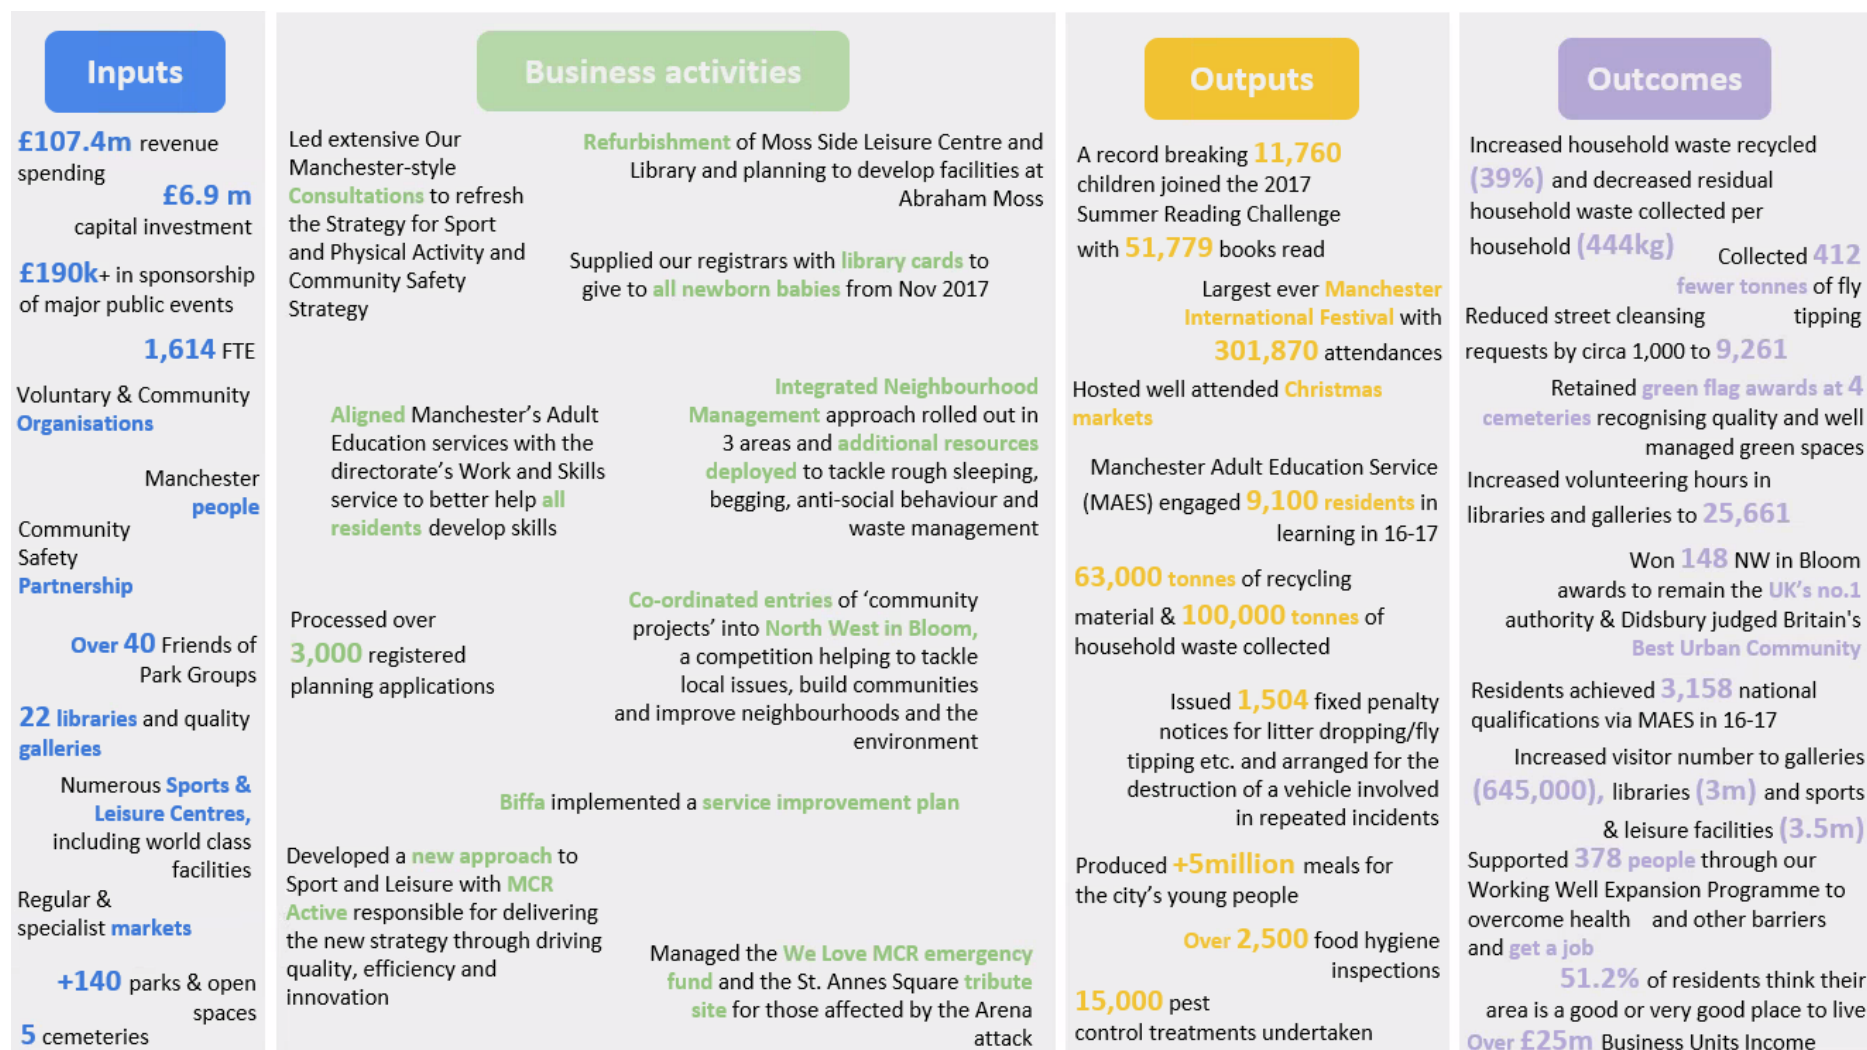 Inputs
£107.4m revenue
spending
£6.9 m
capital investment
£190k+ in sponsorship
of major public events
1,614 FTE
Voluntary & Community
Organisations
Manchester
people
Community
Safety
Partnership
Over 40 Friends of
Park Groups
22 libraries and quality
galleries
Numerous Sports &
Leisure Centres,
including world class
facilities
Regular &
specialist markets
+140 parks & open
spaces
5 cemeteries
Business activities
Led extensive Our
Manchester-style
Consultations to refresh
the Strategy for Sport
and Physical Activity and
Community Safety
Strategy
Refurbishment of Moss Side Leisure Centre and
Library and planning to develop facilities at
Abraham Moss
Supplied our registrars with library cards to
give to all newborn babies from Nov 2017
Aligned Manchester's Adult
Education services with the
directorate's Work and Skills
service to better help all
residents develop skills
Integrated Neighbourhood
Management approach rolled out in
3 areas and additional resources
deployed to tackle rough sleeping,
begging, anti-social behaviour and
waste management
Processed over
3,000 registered
planning applications
Co-ordinated entries of 'community
projects' into North West in Bloom,
a competition helping to tackle
local issues, build communities
and improve neighbourhoods and the
environment
Biffa implemented a service improvement plan
Developed a new approach to
Sport and Leisure with MCR
Active responsible for delivering
the new strategy through driving
quality, efficiency and
innovation
Managed the We Love MCR emergency
fund and the St. Annes Square tribute
site for those affected by the Arena
attack
Outputs
A record breaking 11,760
children joined the 2017
Summer Reading Challenge
with 51,779 books read
Largest ever Manchester
International Festival with
301,870 attendances
Hosted well attended Christmas
markets
Manchester Adult Education Service
(MAES) engaged 9,100 residents in
learning in 16-17
63,000 tonnes of recycling
material & 100,000 tonnes of
household waste collected
Issued 1,504 fixed penalty
notices for litter dropping/fly
tipping etc. and arranged for the
destruction of a vehicle involved
in repeated incidents
Produced +5million meals for
the city's young people
Over 2,500 food hygiene
inspections
15,000 pest
control treatments undertaken
Outcomes
Increased household waste recycled
(39%) and decreased residual
household waste collected per
household (444kg)
Collected 412
fewer tonnes of fly
tipping
Reduced street cleansing
requests by circa 1,000 to 9,261
Retained green flag awards at 4
cemeteries recognising quality and well
managed green spaces
Increased volunteering hours in
libraries and galleries to 25,661
Won 148 NW in Bloom
awards to remain the UK's no.1
authority & Didsbury judged Britain's
Best Urban Community
Residents achieved 3,158 national
qualifications via MAES in 16-17
Increased visitor number to galleries
(645,000), libraries (3m) and sports
& leisure facilities (3.5m)
Supported 378 people through our
Working Well Expansion Programme to
overcome health and other barriers
and get a job
51.2% of residents think their
area is a good or very good place to live
Over £25m Business Units Income